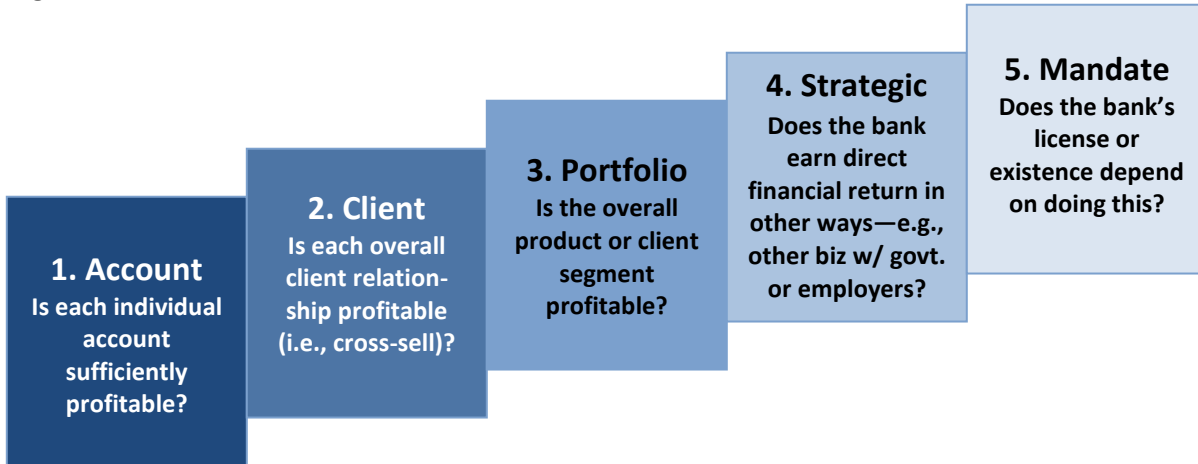 1. Account
Is each individual
account
sufficiently
profitable?
2. Client
Is each overall
client relation-
ship profitable
(i.e., cross-sell)?
3. Portfolio
Is the overall
product or client
segment
profitable?
4. Strategic
Does the bank
earn direct
financial return in
other ways—e.g.,
other biz w/ govt.
or employers?
5. Mandate
Does the bank’s
license or
existence depend
on doing this?